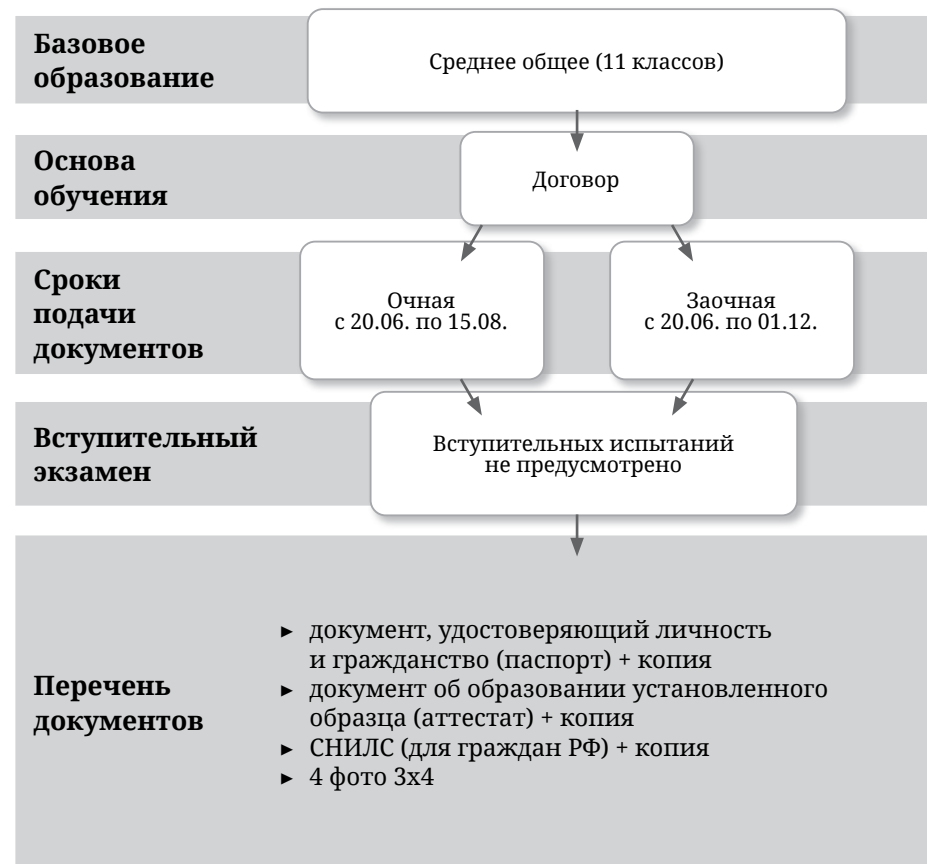 Базовое
образование
Среднее общее (11 классов)
Основа
обучения
Договор
Сроки
подачи
документов
Очная
с 20.06. по 15.08.
Заочная
с 20.06. по 01.12.
Вступительный
экзамен
Вступительных испытаний
не предусмотрено
Перечень
документов
► документ, удостоверяющий личность
и гражданство (паспорт) + копия
► документ об образовании установленного
образца (аттестат) + копия
► СНИЛС (для граждан РФ) + копия
► 4 фото 3х4